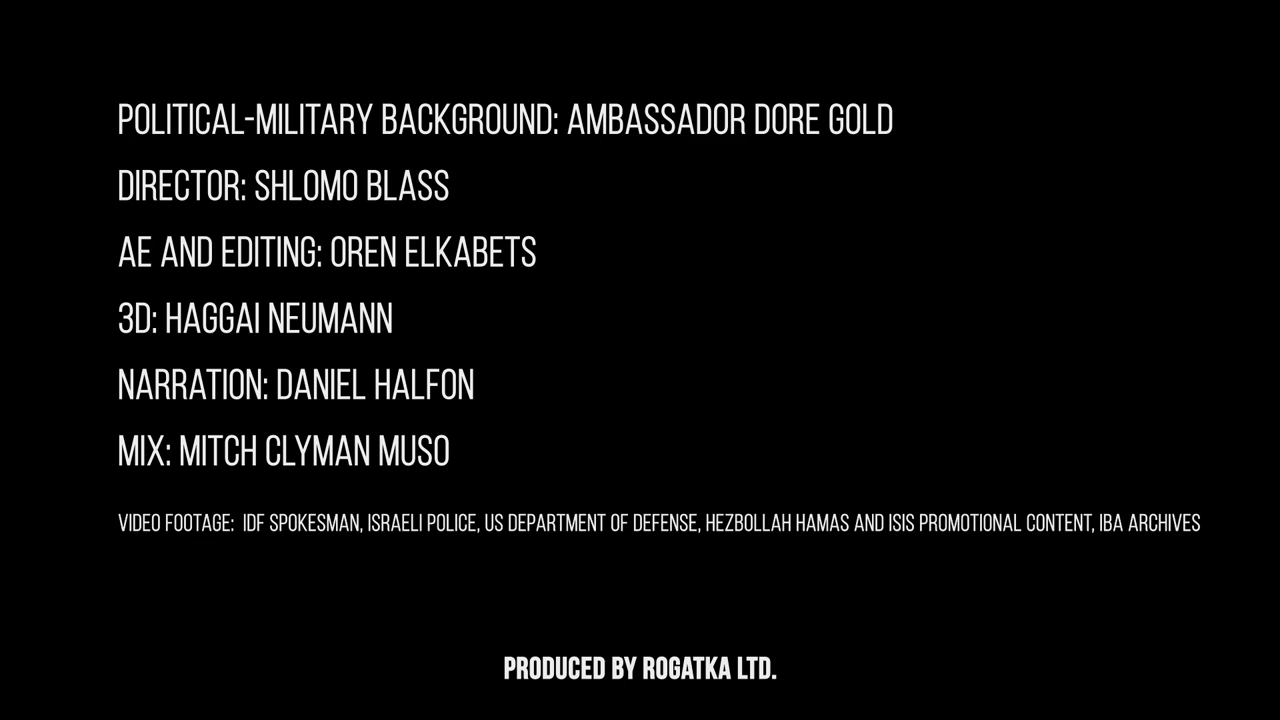 POLITICAL-MILITARY BACKGROUND: AMBASSADOR DORE GOLD
DIRECTOR: SHLOMO BLASS
AE AND EDITING: OREN ELKABETS
3D: HAGGAI NEUMANN
NARRATION: DANIEL HALFON
MIX: MITCH CLYMAN MUSO
VIDEO FOOTAGE: IDF SPOKESMAN, ISRAELI POLICE, US DEPARTMENT OF DEFENSE, HEZBOLLAH HAMAS AND ISIS PROMOTIONAL CONTENT, IBA ARCHIVES
PRODUCED BY ROGATKA LTD.